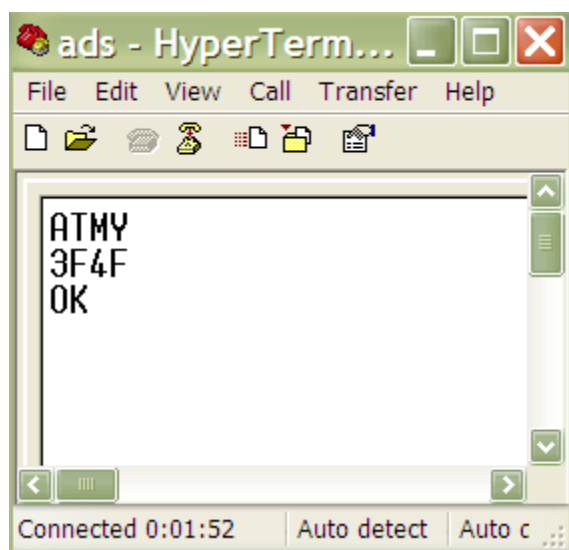 ads - HyperTerm...
File Edit View Call Transfer Help
ATMY
3F4F
OK
Connected 0:01:52 Auto detect Auto c